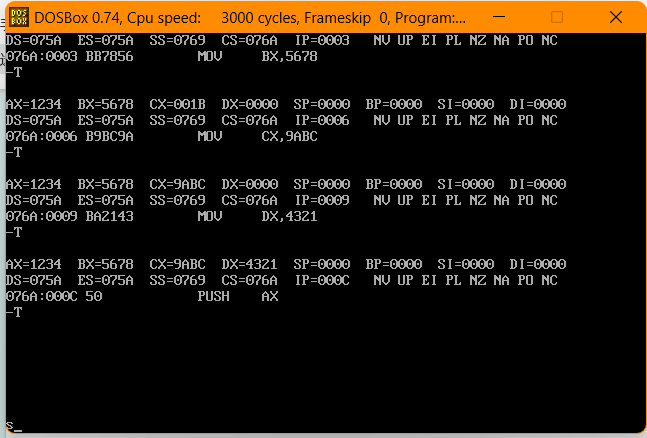 DOSBox 0.74, Cpu speed: 3000 cycles, Frameskip 0, Program:...
DS=075A ES=075A SS=0769 CS=076A IP=0003 NV UP EI PL NZ NA PO NC
076A:0003 BB7856 MOV BX,5678
-T
AX=1234 BX=5678 CX=001B DX=0000 SP=0000 BP=0000 SI=0000 DI=0000
DS=075A ES=075A SS=0769 CS=076A IP=0006 NV UP EI PL NZ NA PO NC
076A:0006 B9BC9A MOV CX,9ABC
-T
AX=1234 BX=5678 CX=9ABC DX=0000 SP=0000 BP=0000 SI=0000 DI=0000
DS=075A ES=075A SS=0769 CS=076A IP=0009 NV UP EI PL NZ NA PO NC
076A:0009 BA2143 MOV DX,4321
-T
AX=1234 BX=5678 CX=9ABC DX=4321 SP=0000 BP=0000 SI=0000 DI=0000
DS=075A ES=075A SS=0769 CS=076A IP=000C NV UP EI PL NZ NA PO NC
076A:000C 50 PUSH AX
-T
s_